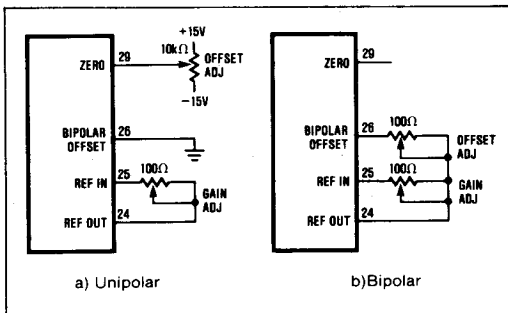 +15V
29
10kΩ
ZERO
OFFSET
ADJ
−15V
BIPOLAR
OFFSET
26
100Ω
REF IN
25
GAIN
ADJ
REF OUT
24
a) Unipolar
ZERO
29
BIPOLAR
OFFSET
26
100Ω
OFFSET
ADJ
REF IN
25
100Ω
GAIN
ADJ
REF OUT
24
b)Bipolar